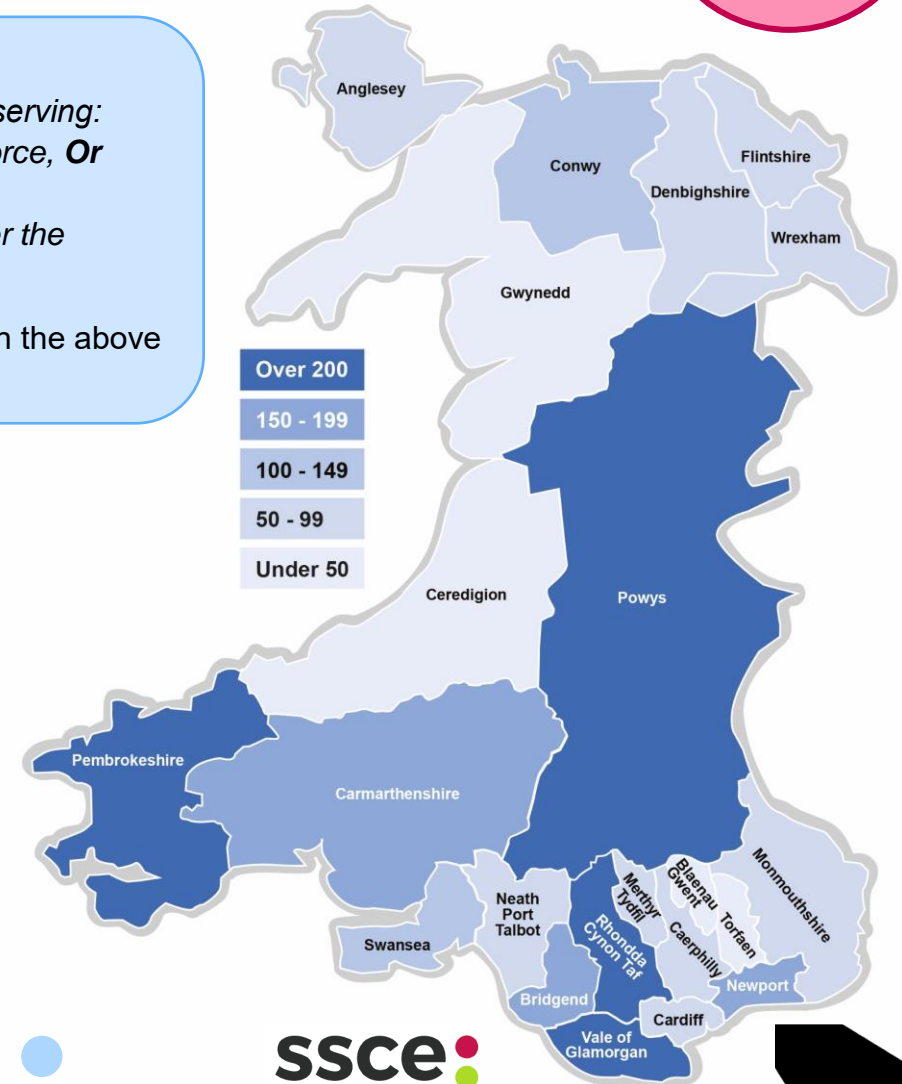 serving:
orce, Or
r the
n the above
Anglesey
Conwy
Flintshire
Denbighshire
Wrexham
Gwynedd
Over 200
150 - 199
100 - 149
50 - 99
Under 50
Ceredigion
Powys
Pembrokeshire
Carmarthenshire
Swansea
Neath
Port
Talbot
Bridgend
Rhondda
Cynon Taf
Merthyr
Tydfil
Caerphilly
Blaenau
Gwent
Torfaen
Monmouthshire
Newport
Cardiff
Vale of
Glamorgan
ssce: